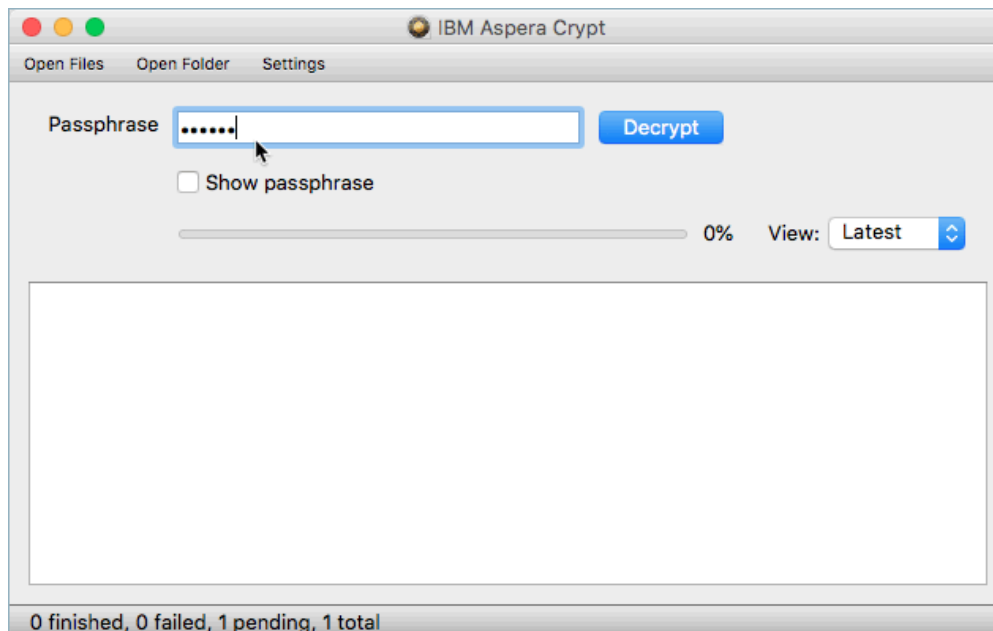 IBM Aspera Crypt
Open Files Open Folder Settings
Passphrase •••••• Decrypt
Show passphrase
0% View: Latest
0 finished, 0 failed, 1 pending, 1 total